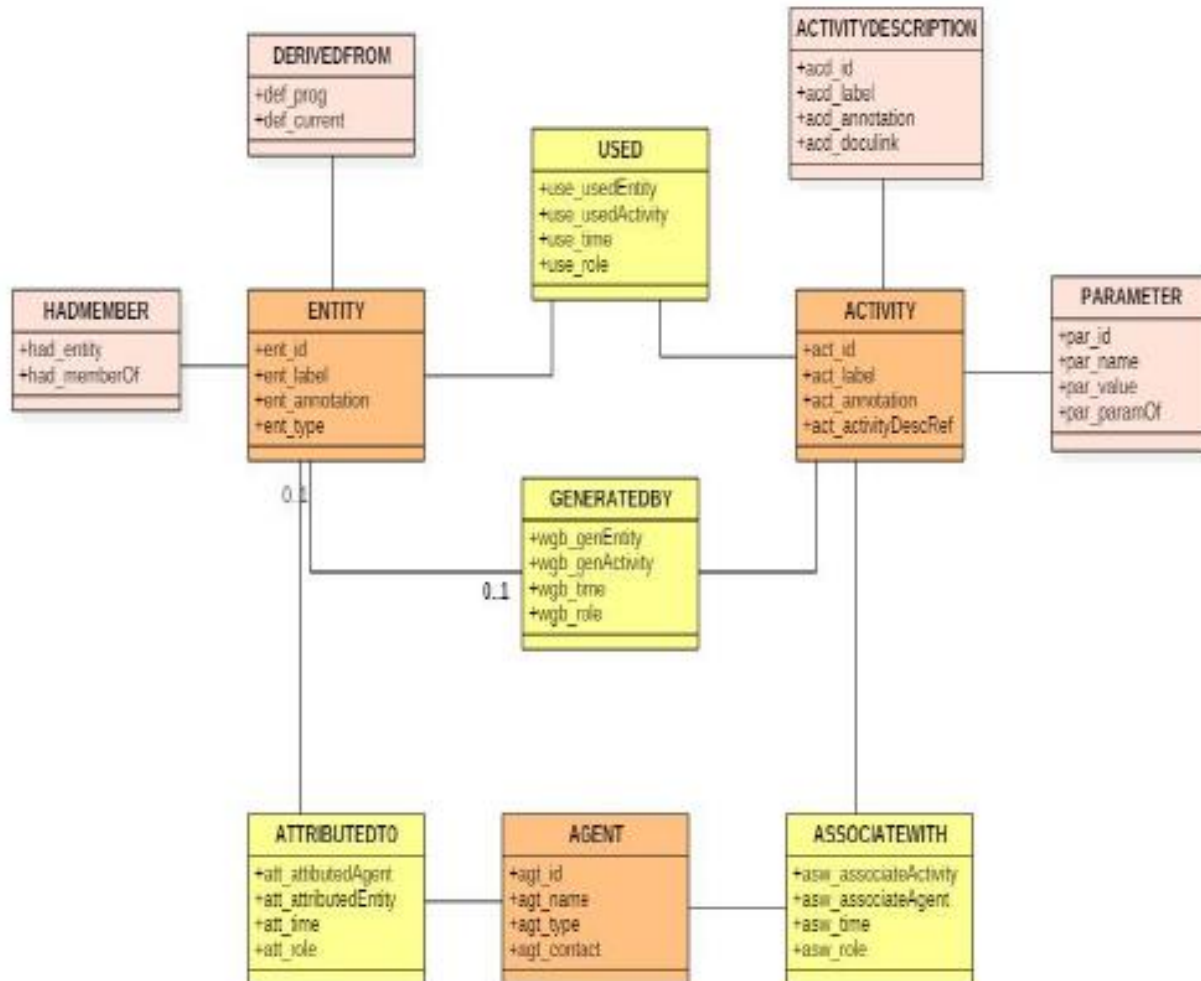 DERIVEDFROM
+def_prog
+def_current
ACTIVITYDESCRIPTION
+acd_id
+acd_label
+acd_annotation
+acd_doculink
USED
+use_usedEntity
+use_usedActivity
+use_time
+use_role
HADMEMBER
+had_entity
+had_memberOf
ENTITY
+ent_id
+ent_label
+ent_annotation
+ent_type
ACTIVITY
+act_id
+act_label
+act_annotation
+act_activityDescRef
PARAMETER
+par_id
+par_name
+par_value
+par_paramOf
0..1
GENERATEDBY
+wgb_genEntity
+wgb_genActivity
+wgb_time
+wgb_role
0..1
ATTRIBUTEDTO
+att_attibutedAgent
+att_attributedEntity
+att_time
+att_role
AGENT
+agt_id
+agt_name
+agt_type
+agt_contact
ASSOCIATEWITH
+asw_associateActivity
+asw_associateAgent
+asw_time
+asw_role